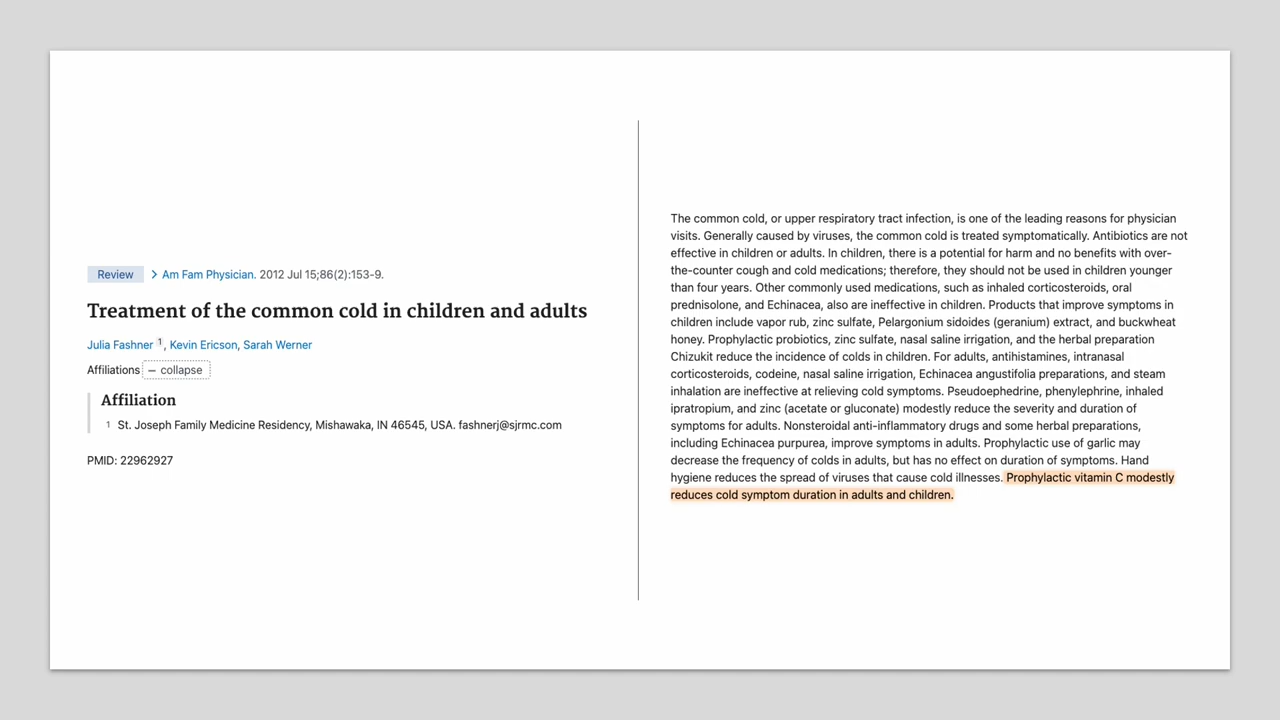 Review > Am Fam Physician. 2012 Jul 15;86(2):153-9.
Treatment of the common cold in children and adults
Julia Fashner 1, Kevin Ericson, Sarah Werner
Affiliations — collapse
Affiliation
1 St. Joseph Family Medicine Residency, Mishawaka, IN 46545, USA. fashnerj@sjrmc.com
PMID: 22962927
The common cold, or upper respiratory tract infection, is one of the leading reasons for physician
visits. Generally caused by viruses, the common cold is treated symptomatically. Antibiotics are not
effective in children or adults. In children, there is a potential for harm and no benefits with over-
the-counter cough and cold medications; therefore, they should not be used in children younger
than four years. Other commonly used medications, such as inhaled corticosteroids, oral
prednisolone, and Echinacea, also are ineffective in children. Products that improve symptoms in
children include vapor rub, zinc sulfate, Pelargonium sidoides (geranium) extract, and buckwheat
honey. Prophylactic probiotics, zinc sulfate, nasal saline irrigation, and the herbal preparation
Chizukit reduce the incidence of colds in children. For adults, antihistamines, intranasal
corticosteroids, codeine, nasal saline irrigation, Echinacea angustifolia preparations, and steam
inhalation are ineffective at relieving cold symptoms. Pseudoephedrine, phenylephrine, inhaled
ipratropium, and zinc (acetate or gluconate) modestly reduce the severity and duration of
symptoms for adults. Nonsteroidal anti-inflammatory drugs and some herbal preparations,
including Echinacea purpurea, improve symptoms in adults. Prophylactic use of garlic may
decrease the frequency of colds in adults, but has no effect on duration of symptoms. Hand
hygiene reduces the spread of viruses that cause cold illnesses. Prophylactic vitamin C modestly
reduces cold symptom duration in adults and children.